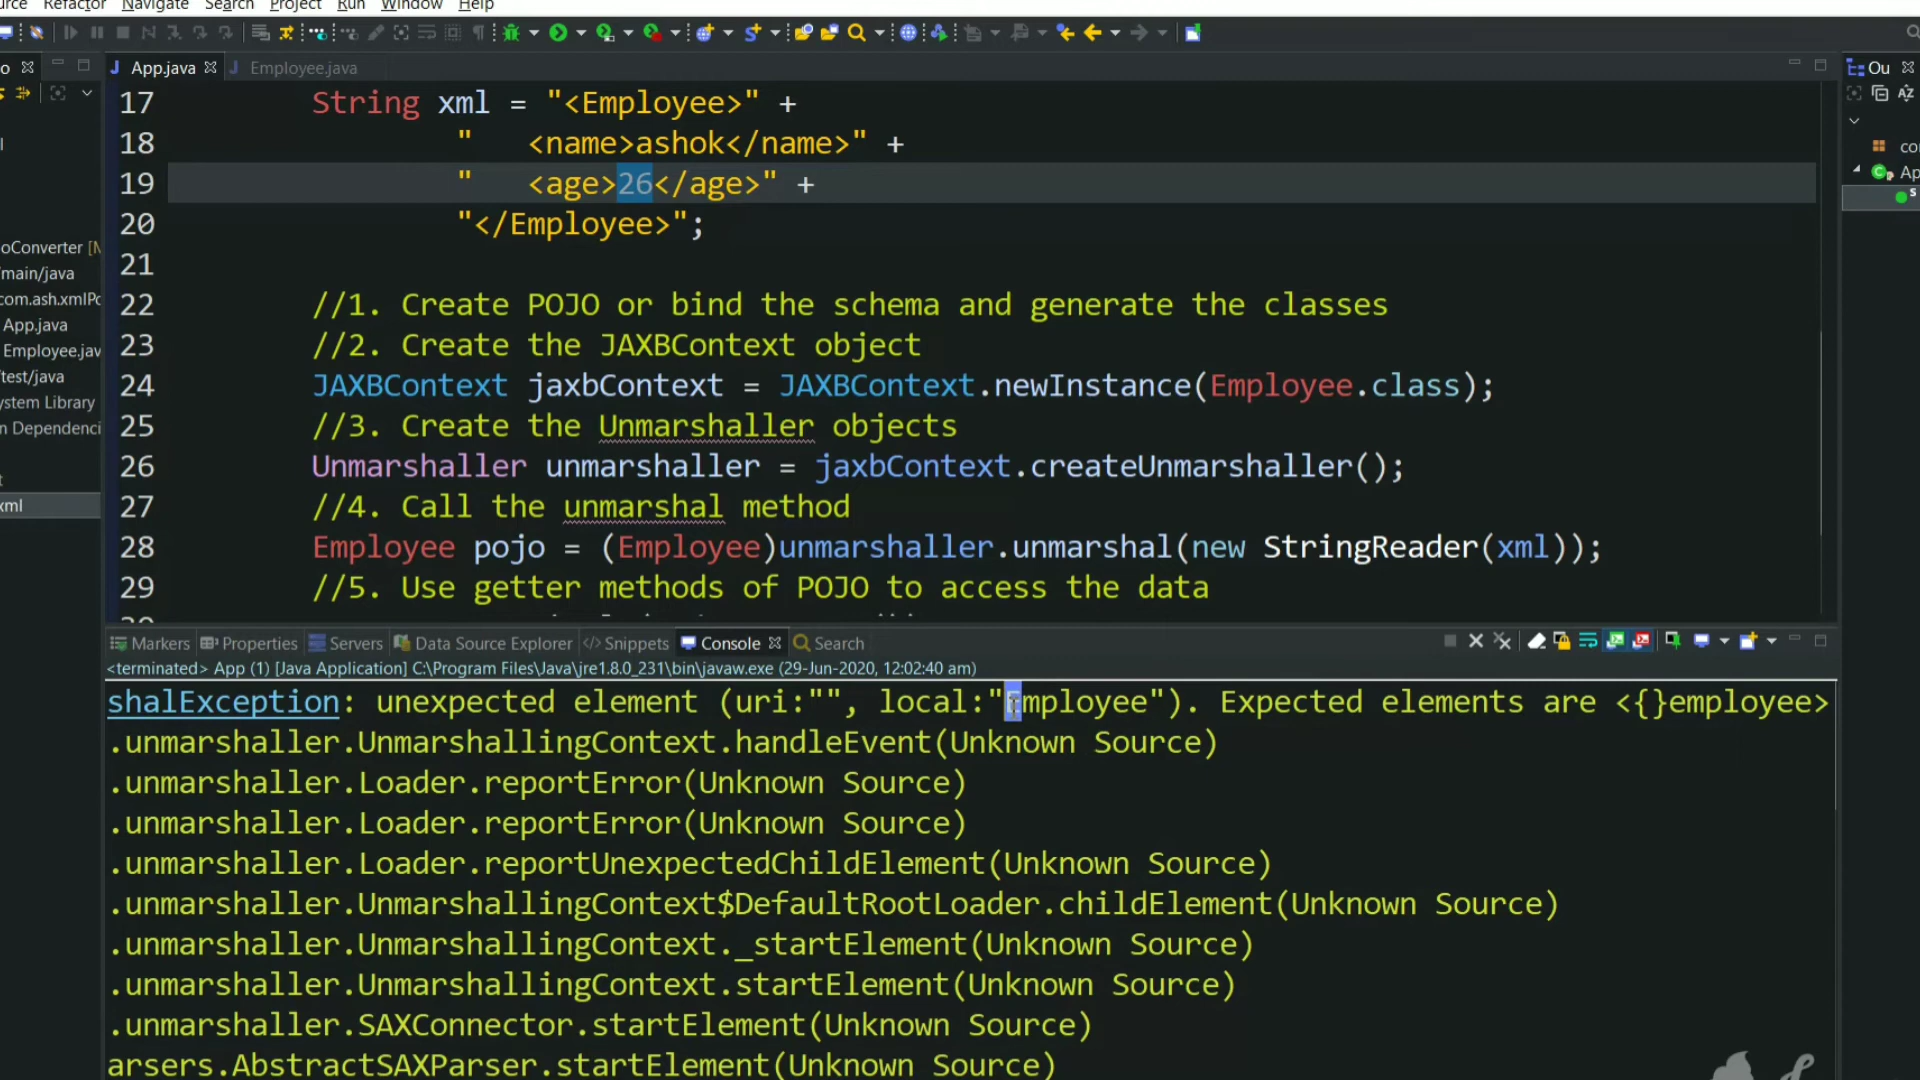 urce Refactor Navigate Search Project Run Window Help
App.java Employee.java
Ou
17 String xml = "<Employee>" +
18 "   <name>ashok</name>" +
19 "   <age>26</age>" +
20 "</Employee>";
21
22 //1. Create POJO or bind the schema and generate the classes
23 //2. Create the JAXBContext object
24 JAXBContext jaxbContext = JAXBContext.newInstance(Employee.class);
25 //3. Create the Unmarshaller objects
26 Unmarshaller unmarshaller = jaxbContext.createUnmarshaller();
27 //4. Call the unmarshal method
28 Employee pojo = (Employee)unmarshaller.unmarshal(new StringReader(xml));
29 //5. Use getter methods of POJO to access the data
oConverter [M
/main/java
com.ash.xmlPo
App.java
Employee.jav
/test/java
ystem Library
n Dependenci
xml
co
Ap
Markers Properties Servers Data Source Explorer Snippets Console Search
<terminated> App (1) [Java Application] C:\Program Files\Java\jre1.8.0_231\bin\javaw.exe (29-Jun-2020, 12:02:40 am)
shalException: unexpected element (uri:"", local:"Employee"). Expected elements are <{}employee>
.unmarshaller.UnmarshallingContext.handleEvent(Unknown Source)
.unmarshaller.Loader.reportError(Unknown Source)
.unmarshaller.Loader.reportError(Unknown Source)
.unmarshaller.Loader.reportUnexpectedChildElement(Unknown Source)
.unmarshaller.UnmarshallingContext$DefaultRootLoader.childElement(Unknown Source)
.unmarshaller.UnmarshallingContext._startElement(Unknown Source)
.unmarshaller.UnmarshallingContext.startElement(Unknown Source)
.unmarshaller.SAXConnector.startElement(Unknown Source)
arsers.AbstractSAXParser.startElement(Unknown Source)